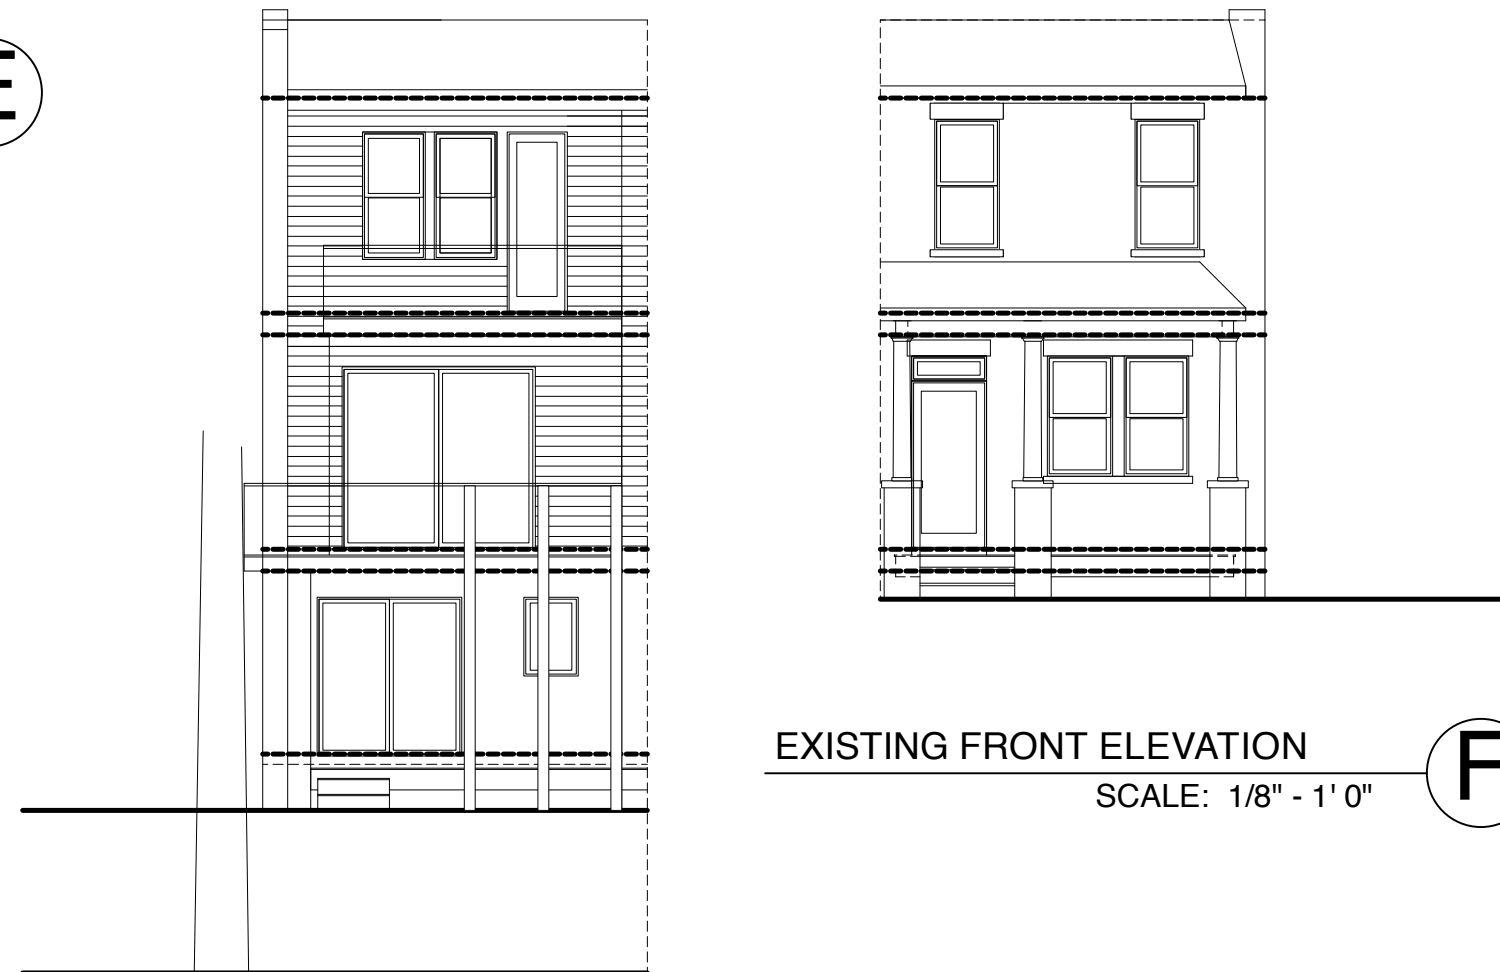 E
EXISTING FRONT ELEVATION
F
SCALE: 1/8" - 1' 0"